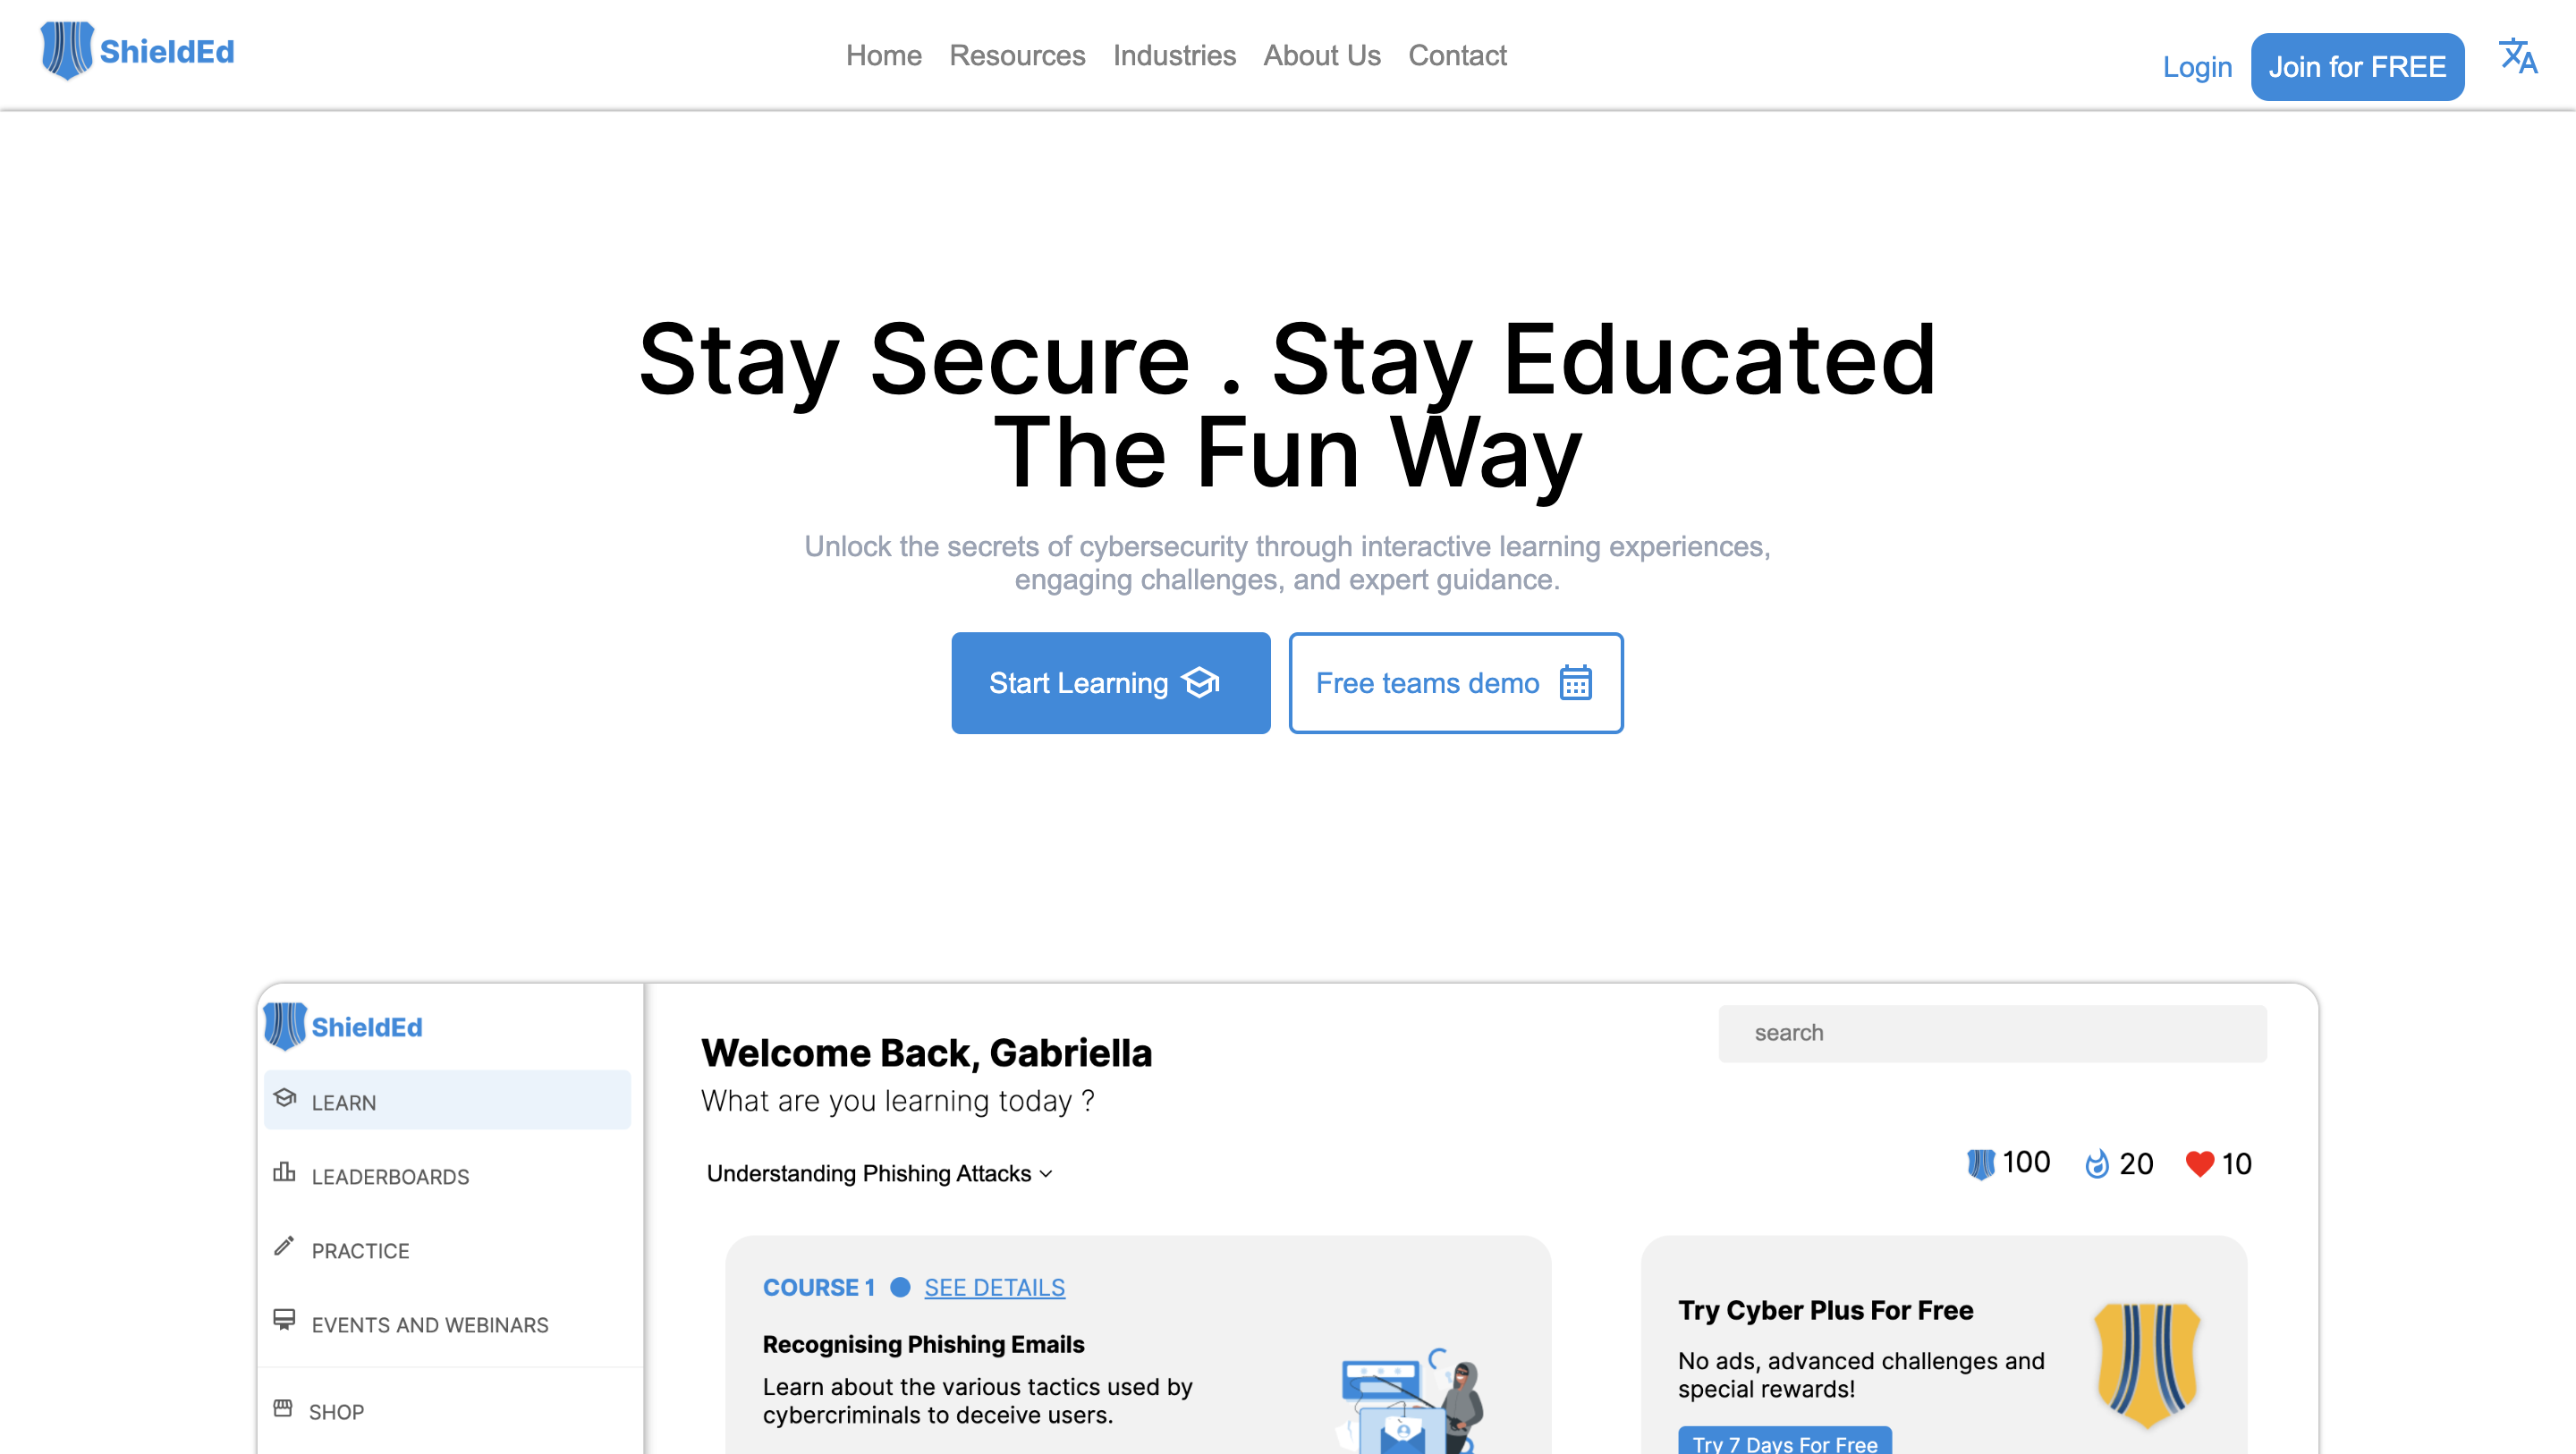 ShieldEd
Home Resources Industries About Us Contact
Login Join for FREE
Stay Secure . Stay Educated
The Fun Way
Unlock the secrets of cybersecurity through interactive learning experiences,
engaging challenges, and expert guidance.
Start Learning
Free teams demo
ShieldEd
LEARN
LEADERBOARDS
PRACTICE
EVENTS AND WEBINARS
SHOP
Welcome Back, Gabriella
What are you learning today ?
search
Understanding Phishing Attacks
100 20 10
COURSE 1 SEE DETAILS
Recognising Phishing Emails
Learn about the various tactics used by
cybercriminals to deceive users.
Try Cyber Plus For Free
No ads, advanced challenges and
special rewards!
Try 7 Days For Free